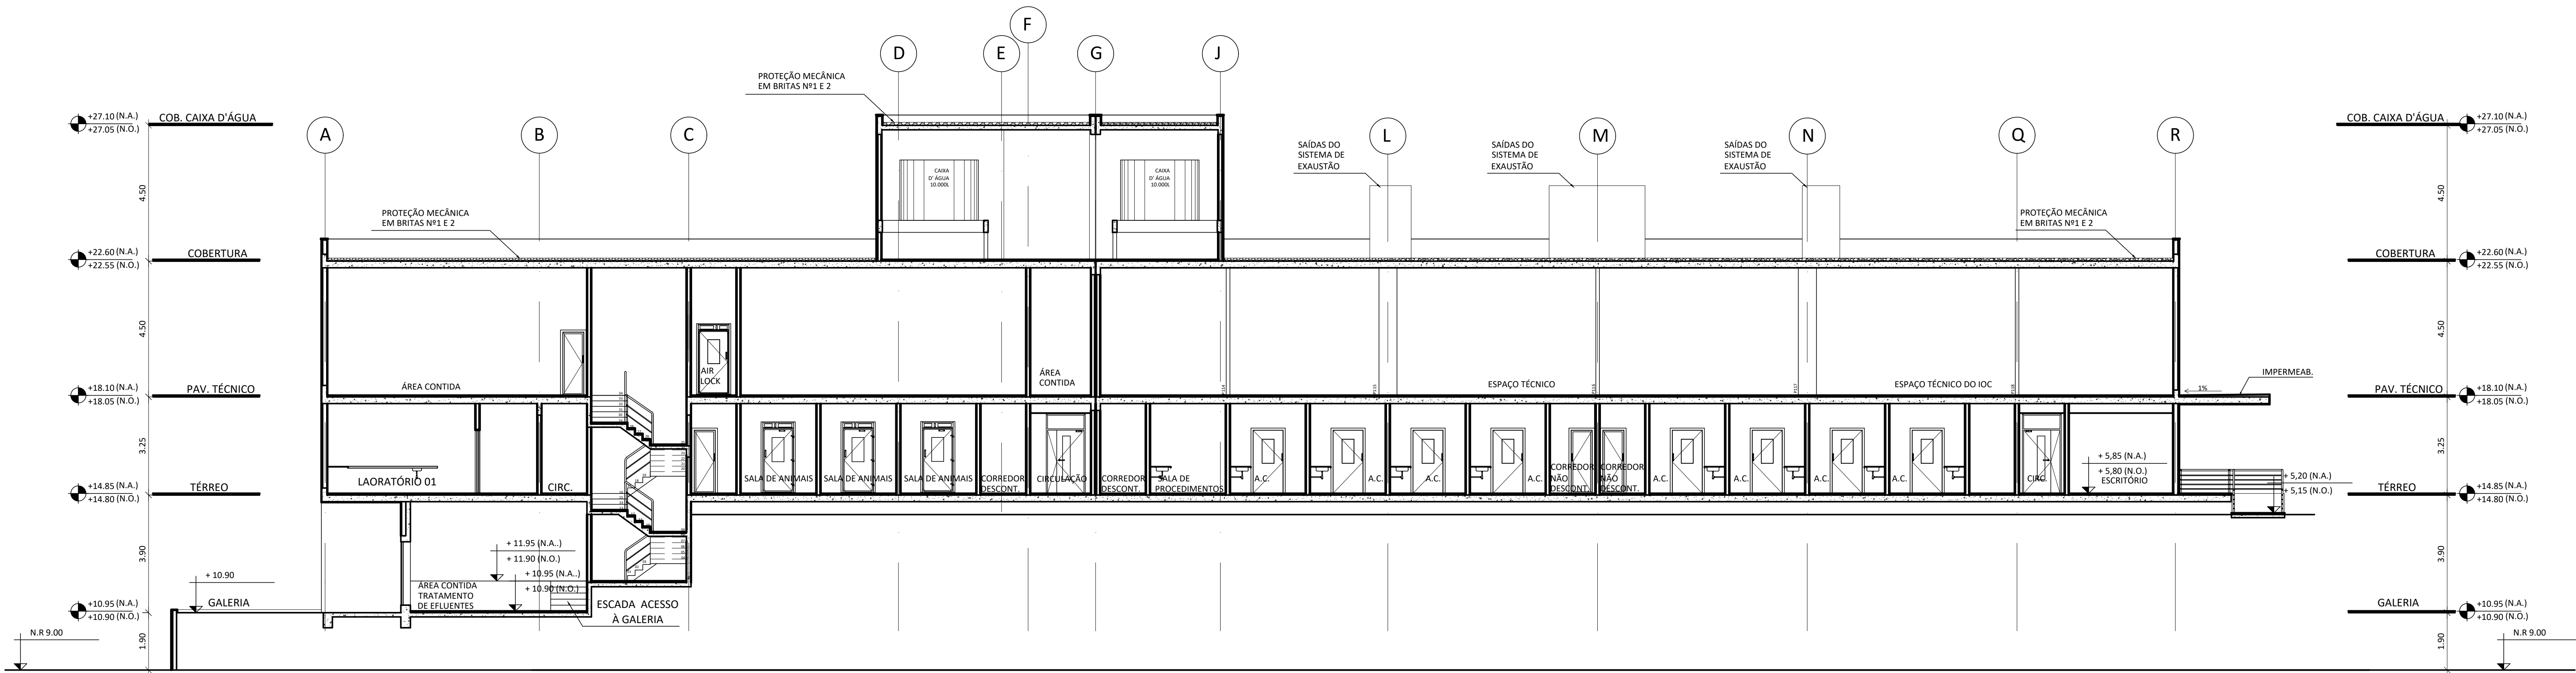 F
D
E
G
J
PROTEÇÃO MECÂNICA
EM BRITAS Nº1 E 2
+27.10 (N.A.)
+27.05 (N.O.)
COB. CAIXA D'ÁGUA
A
B
C
L
M
N
Q
R
COB. CAIXA D'ÁGUA
+27.10 (N.A.)
+27.05 (N.O.)
SAÍDAS DO
SISTEMA DE
EXAUSTÃO
SAÍDAS DO
SISTEMA DE
EXAUSTÃO
SAÍDAS DO
SISTEMA DE
EXAUSTÃO
CAIXA
D' ÁGUA
10.000L
CAIXA
D' ÁGUA
10.000L
4.50
4.50
PROTEÇÃO MECÂNICA
EM BRITAS Nº1 E 2
PROTEÇÃO MECÂNICA
EM BRITAS Nº1 E 2
+22.60 (N.A.)
+22.55 (N.O.)
COBERTURA
COBERTURA
+22.60 (N.A.)
+22.55 (N.O.)
4.50
4.50
AIR
LOCK
ÁREA
CONTIDA
ÁREA CONTIDA
ESPAÇO TÉCNICO
ESPAÇO TÉCNICO DO IOC
IMPERMEAB.
1%
+18.10 (N.A.)
+18.05 (N.O.)
PAV. TÉCNICO
PAV. TÉCNICO
+18.10 (N.A.)
+18.05 (N.O.)
3.25
3.25
LAORATÓRIO 01
CIRC.
SALA DE ANIMAIS
SALA DE ANIMAIS
SALA DE ANIMAIS
CORREDOR
DESCONT.
CIRCULAÇÃO
CORREDOR
DESCONT.
SALA DE
PROCEDIMENTOS
A.C.
A.C.
A.C.
A.C.
CORREDOR
NÃO
DESCONT.
CORREDOR
NÃO
DESCONT.
A.C.
A.C.
A.C.
A.C.
CIRC.
+ 5,85 (N.A.)
+ 5,80 (N.O.)
ESCRITÓRIO
+ 5,20 (N.A.)
+ 5,15 (N.O.)
+14.85 (N.A.)
+14.80 (N.O.)
TÉRREO
TÉRREO
+14.85 (N.A.)
+14.80 (N.O.)
3.90
3.90
+ 11.95 (N.A..)
+ 11.90 (N.O.)
+ 10.95 (N.A..)
+ 10.90 (N.O.)
+ 10.90
ÁREA CONTIDA
TRATAMENTO
DE EFLUENTES
ESCADA ACESSO
À GALERIA
+10.95 (N.A.)
+10.90 (N.O.)
GALERIA
GALERIA
+10.95 (N.A.)
+10.90 (N.O.)
1.90
1.90
N.R 9.00
N.R 9.00